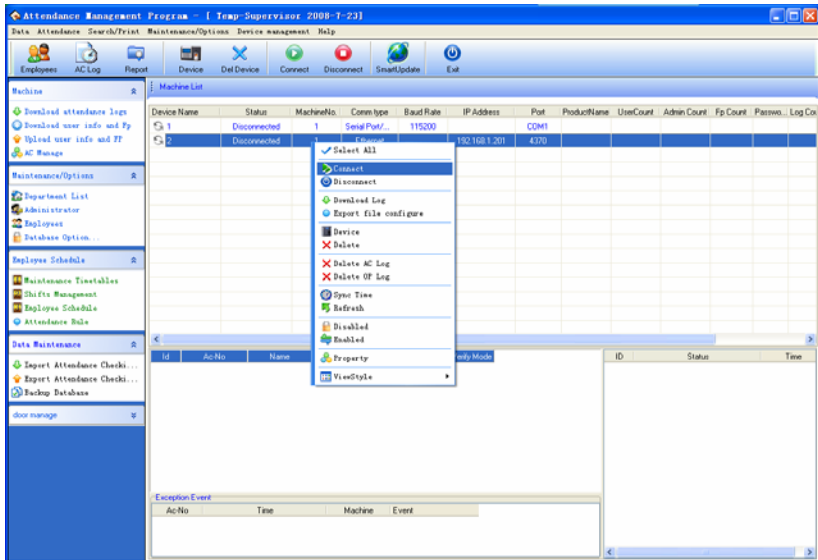 Attendance Management Program - [ Temp-Supervisor 2008-7-23]
Data Attendance Search/Print Maintenance/Options Device management Help
Employees AC Log Report Device Del Device Connect Disconnect SmartUpdate Exit
Machine
Download attendance logs
Download user info and Fp
Upload user info and FP
AC Manage
Maintenance/Options
Department List
Administrator
Employees
Database Option...
Employee Schedule
Maintenance Timetables
Shifts Management
Employee Schedule
Attendance Rule
Data Maintenance
Import Attendance Checki...
Export Attendance Checki...
Backup Database
door manage
Machine List
Device Name Status MachineNo. Comm type Baud Rate IP Address Port ProductName UserCount Admin Count Fp Count Passwo... Log Cou
1 Disconnected 1 Serial Port/... 115200 COM1
2 Disconnected 1 Ethernet 192.168.1.201 4370
Select All
Connect
Disconnect
Download Log
Export file configure
Device
Delete
Delete AC Log
Delete OP Log
Sync Time
Refresh
Disabled
Enabled
Property
ViewStyle
Id Ac-No Name Verify Mode
ID Status Time
Exception Event
Ac-No Time Machine Event